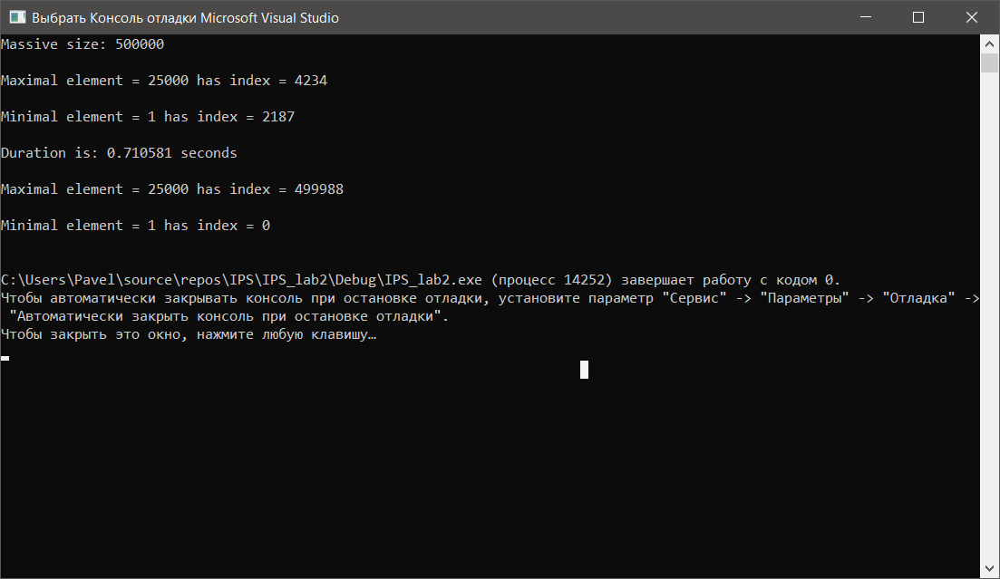 Выбрать Консоль отладки Microsoft Visual Studio
Massive size: 500000
Maximal element = 25000 has index = 4234
Minimal element = 1 has index = 2187
Duration is: 0.710581 seconds
Maximal element = 25000 has index = 499988
Minimal element = 1 has index = 0
C:\Users\Pavel\source\repos\IPS\IPS_lab2\Debug\IPS_lab2.exe (процесс 14252) завершает работу с кодом 0.
Чтобы автоматически закрывать консоль при остановке отладки, установите параметр "Сервис" -> "Параметры" -> "Отладка" ->
"Автоматически закрыть консоль при остановке отладки".
Чтобы закрыть это окно, нажмите любую клавишу…